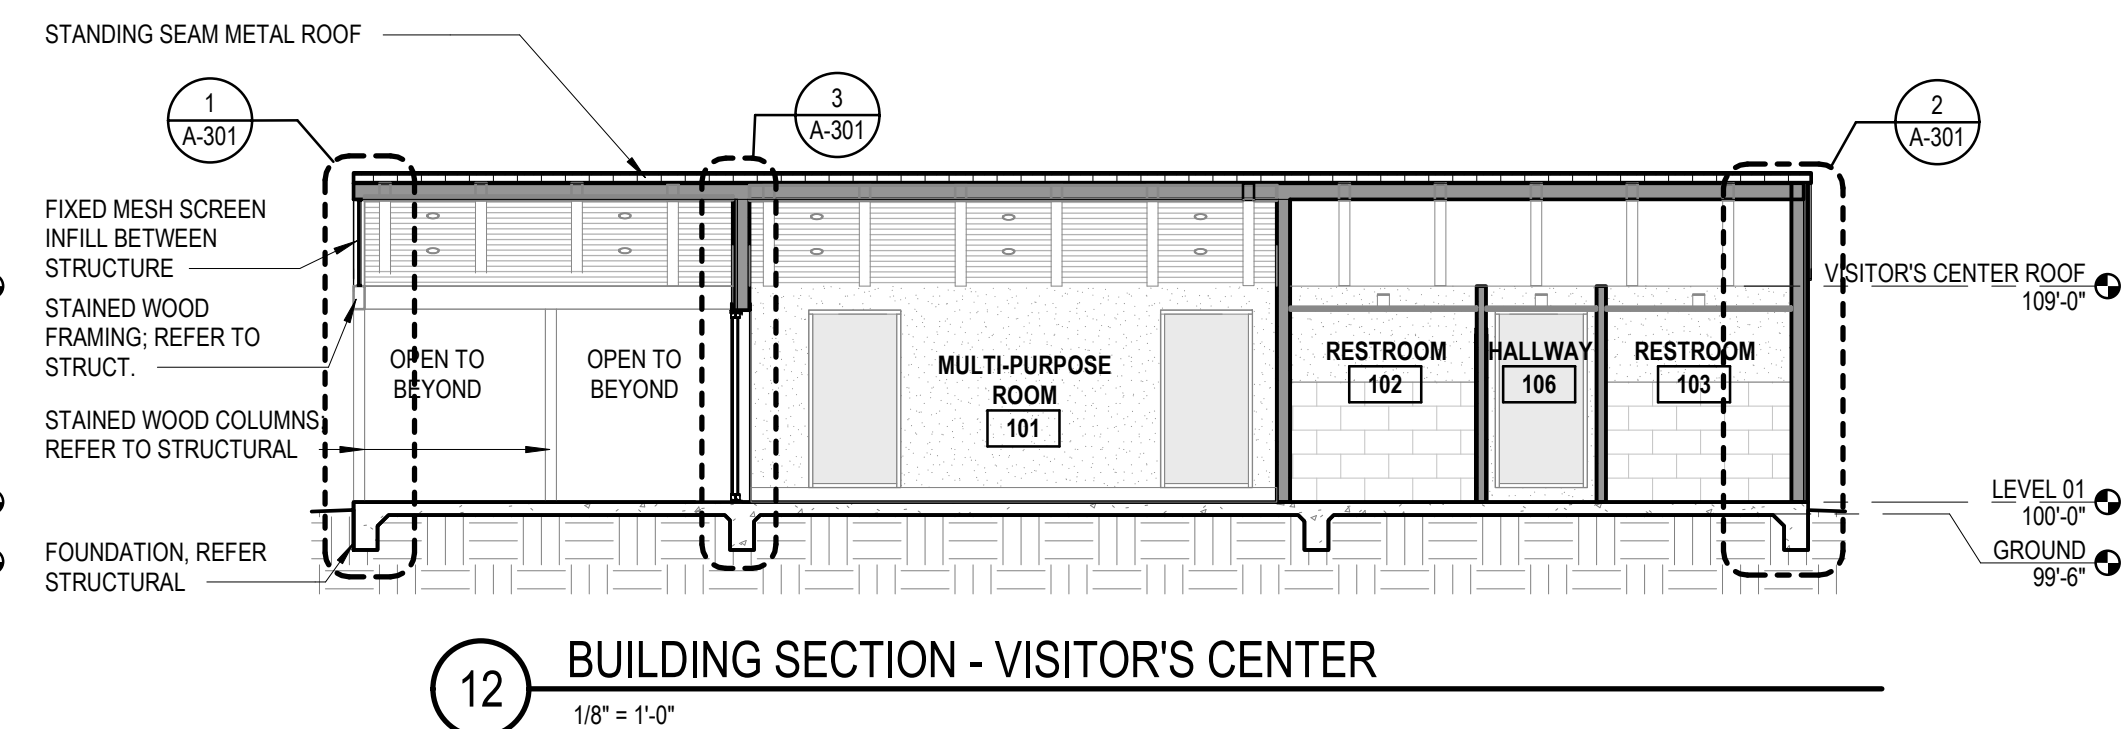 STANDING SEAM METAL ROOF
1
A-301
3
A-301
2
A-301
FIXED MESH SCREEN
INFILL BETWEEN
STRUCTURE
STAINED WOOD
FRAMING; REFER TO
STRUCT.
STAINED WOOD COLUMNS;
REFER TO STRUCTURAL
FOUNDATION, REFER
STRUCTURAL
OPEN TO
BEYOND
OPEN TO
BEYOND
MULTI-PURPOSE
ROOM
101
RESTROOM
102
HALLWAY
106
RESTROOM
103
VISITOR'S CENTER ROOF
109'-0"
LEVEL 01
100'-0"
GROUND
99'-6"
12
BUILDING SECTION - VISITOR'S CENTER
1/8" = 1'-0"